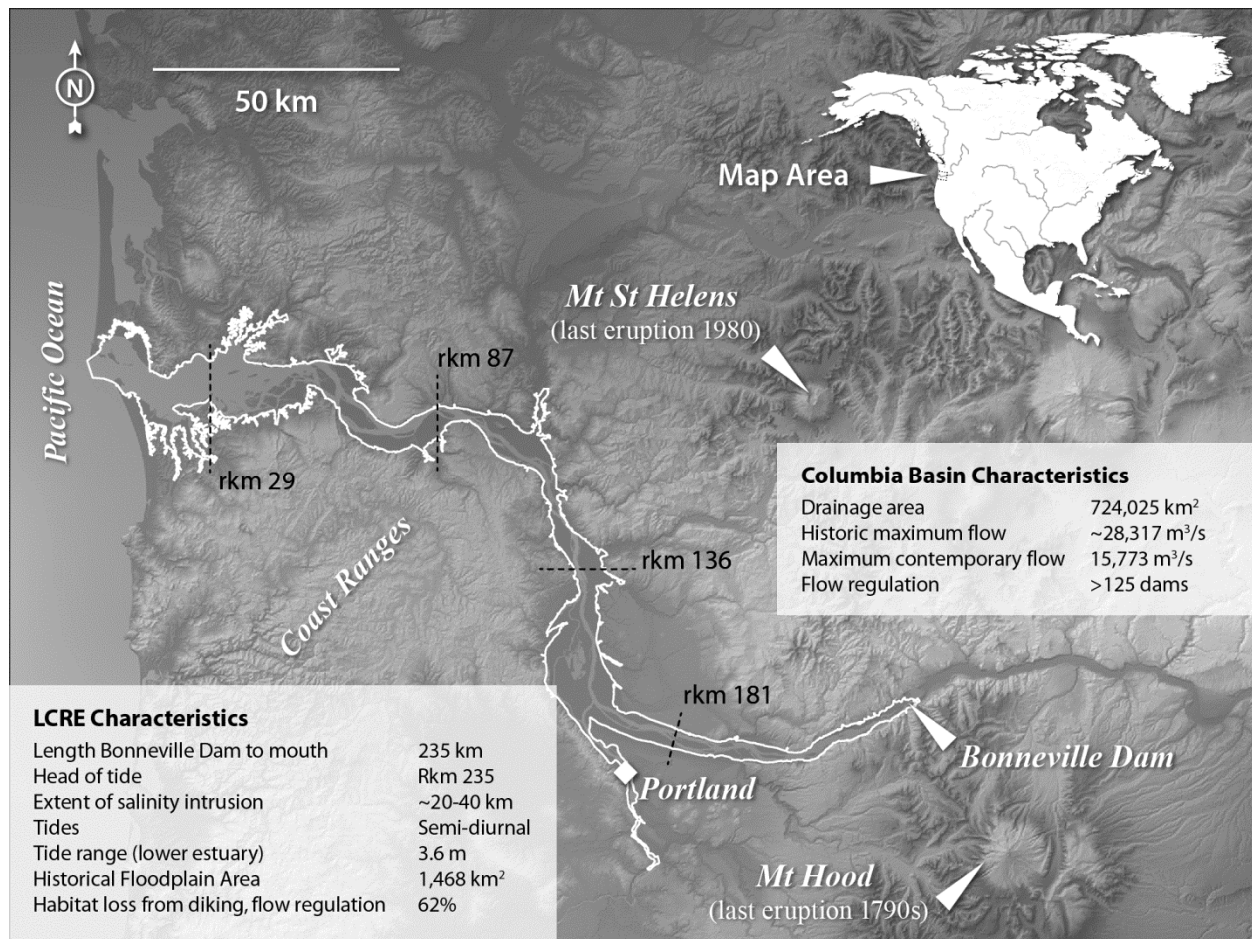 N
50 km
Map Area
Mt St Helens
(last eruption 1980)
Pacific Ocean
rkm 87
rkm 29
Coast Ranges
rkm 136
Columbia Basin Characteristics
Drainage area 724,025 km²
Historic maximum flow ~28,317 m³/s
Maximum contemporary flow 15,773 m³/s
Flow regulation >125 dams
rkm 181
Bonneville Dam
Portland
LCRE Characteristics
Length Bonneville Dam to mouth 235 km
Head of tide Rkm 235
Extent of salinity intrusion ~20-40 km
Tides Semi-diurnal
Tide range (lower estuary) 3.6 m
Historical Floodplain Area 1,468 km²
Habitat loss from diking, flow regulation 62%
Mt Hood
(last eruption 1790s)